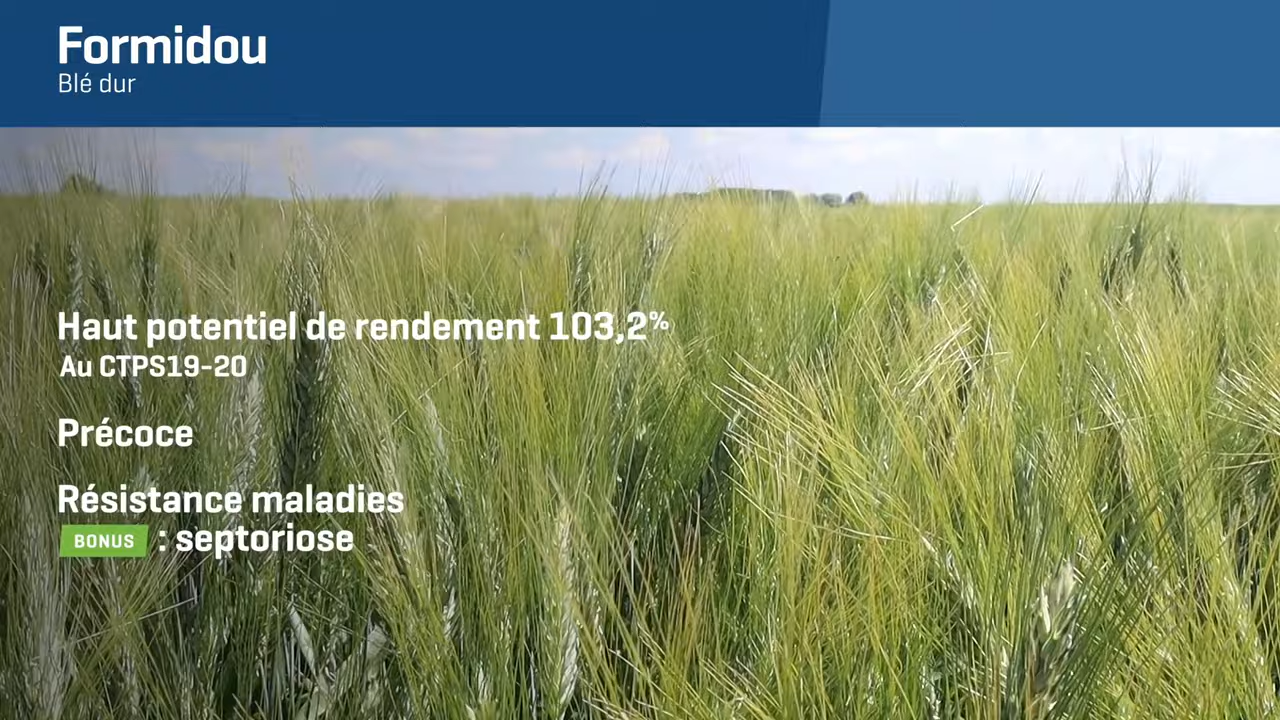 Formidou
Blé dur
Haut potentiel de rendement 103,2%
Au CTPS19-20
Précoce
Résistance maladies
BONUS : septoriose